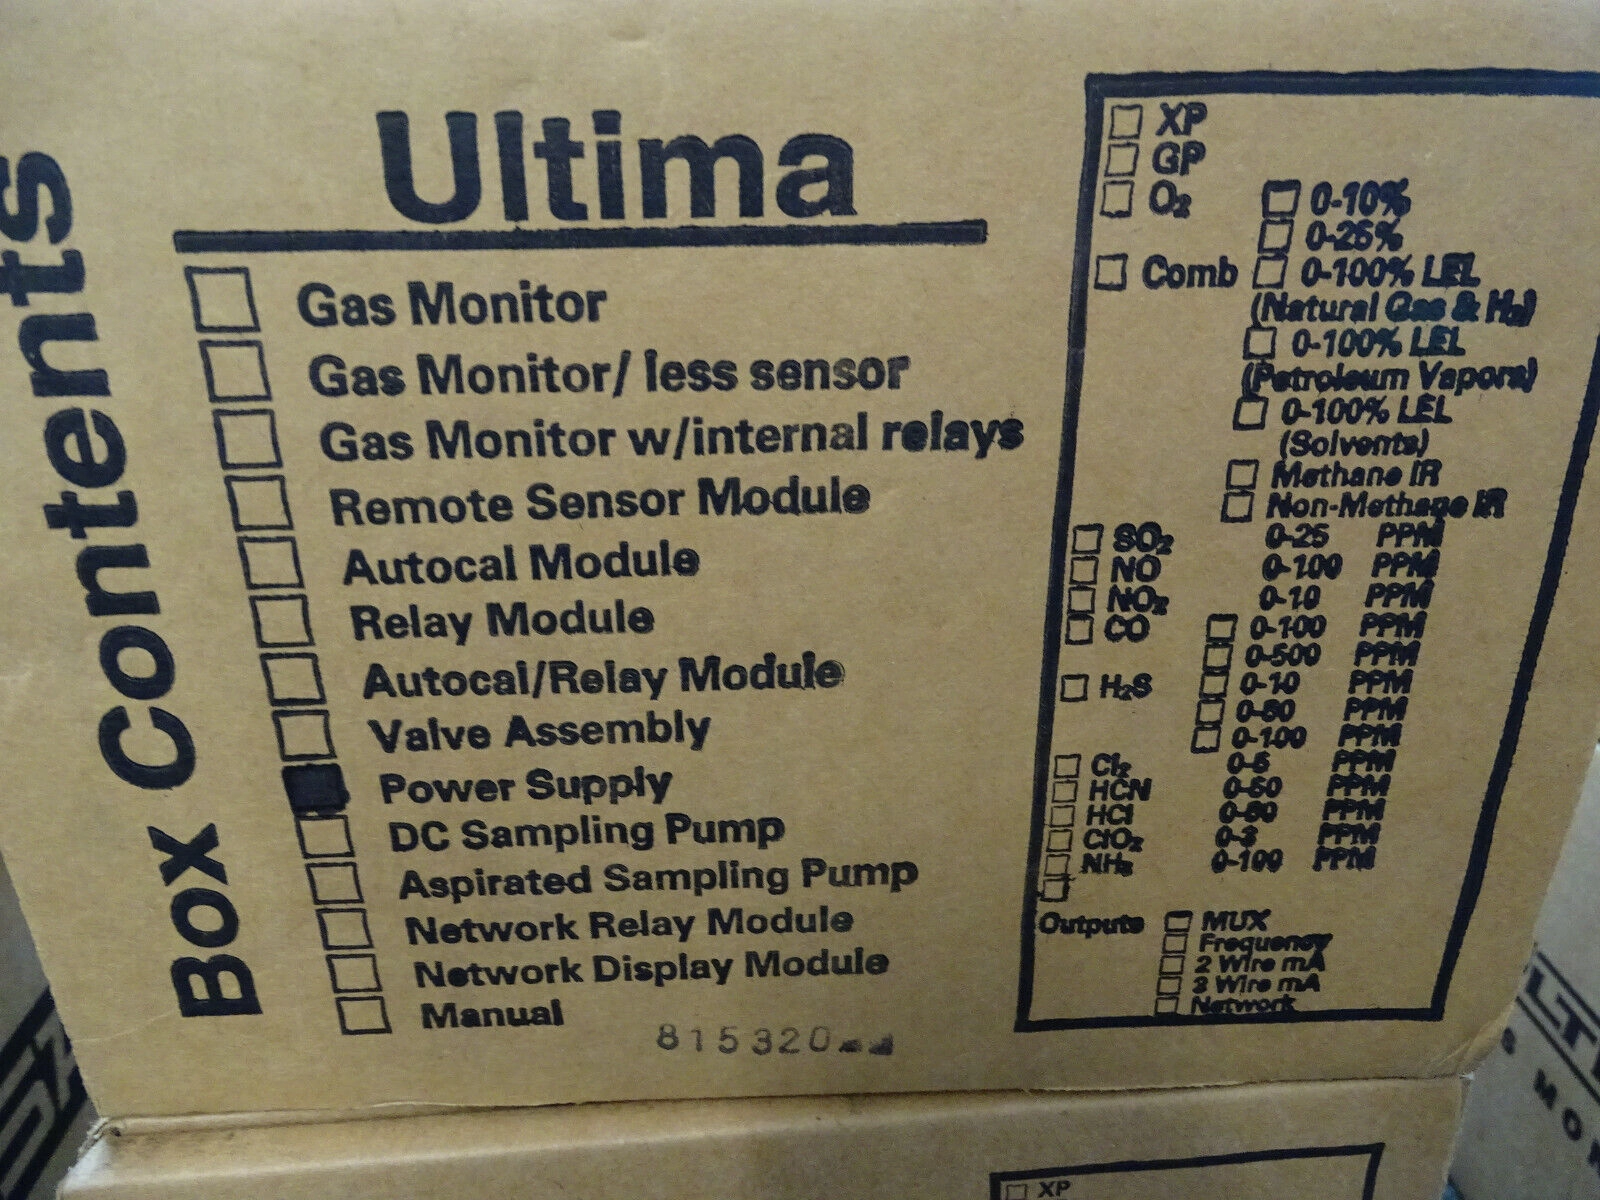 Box Contents
Ultima
Gas Monitor
Gas Monitor/ less sensor
Gas Monitor w/internal relays
Remote Sensor Module
Autocal Module
Relay Module
Autocal/Relay Module
Valve Assembly
Power Supply
DC Sampling Pump
Aspirated Sampling Pump
Network Relay Module
Network Display Module
Manual
815320
XP
GP
O₂ 0-10%
0-25%
Comb 0-100% LEL
(Natural Gas & H₂)
0-100% LEL
(Petroleum Vapors)
0-100% LEL
(Solvents)
Methane IR
Non-Methane IR
SO₂ 0-25 PPM
NO 0-100 PPM
NO₂ 0-10 PPM
CO 0-100 PPM
0-500 PPM
H₂S 0-10 PPM
0-50 PPM
0-100 PPM
Cl₂ 0-5 PPM
HCN 0-50 PPM
HCl 0-50 PPM
ClO₂ 0-3 PPM
NH₃ 0-100 PPM
Outputs MUX
Frequency
2 Wire mA
3 Wire mA
Network
XP